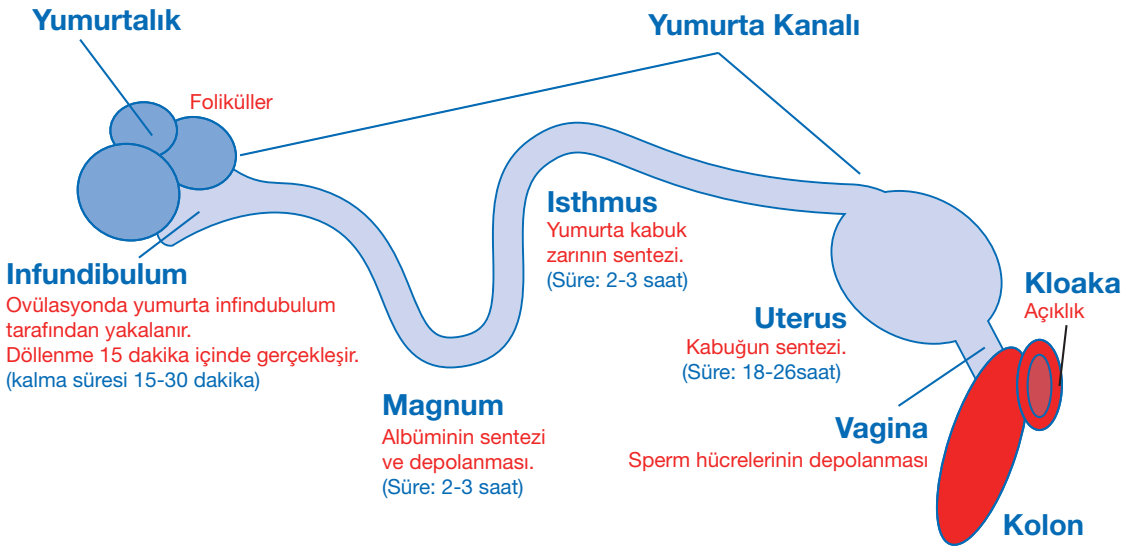 Yumurtalık
Yumurta Kanalı
Foliküller
Infundibulum
Ovülasyonda yumurta infindubulum
tarafından yakalanır.
Döllenme 15 dakika içinde gerçekleşir.
(kalma süresi 15-30 dakika)
Magnum
Albüminin sentezi
ve depolanması.
(Süre: 2-3 saat)
Isthmus
Yumurta kabuk
zarının sentezi.
(Süre: 2-3 saat)
Uterus
Kabuğun sentezi.
(Süre: 18-26saat)
Kloaka
Açıklık
Vagina
Sperm hücrelerinin depolanması
Kolon